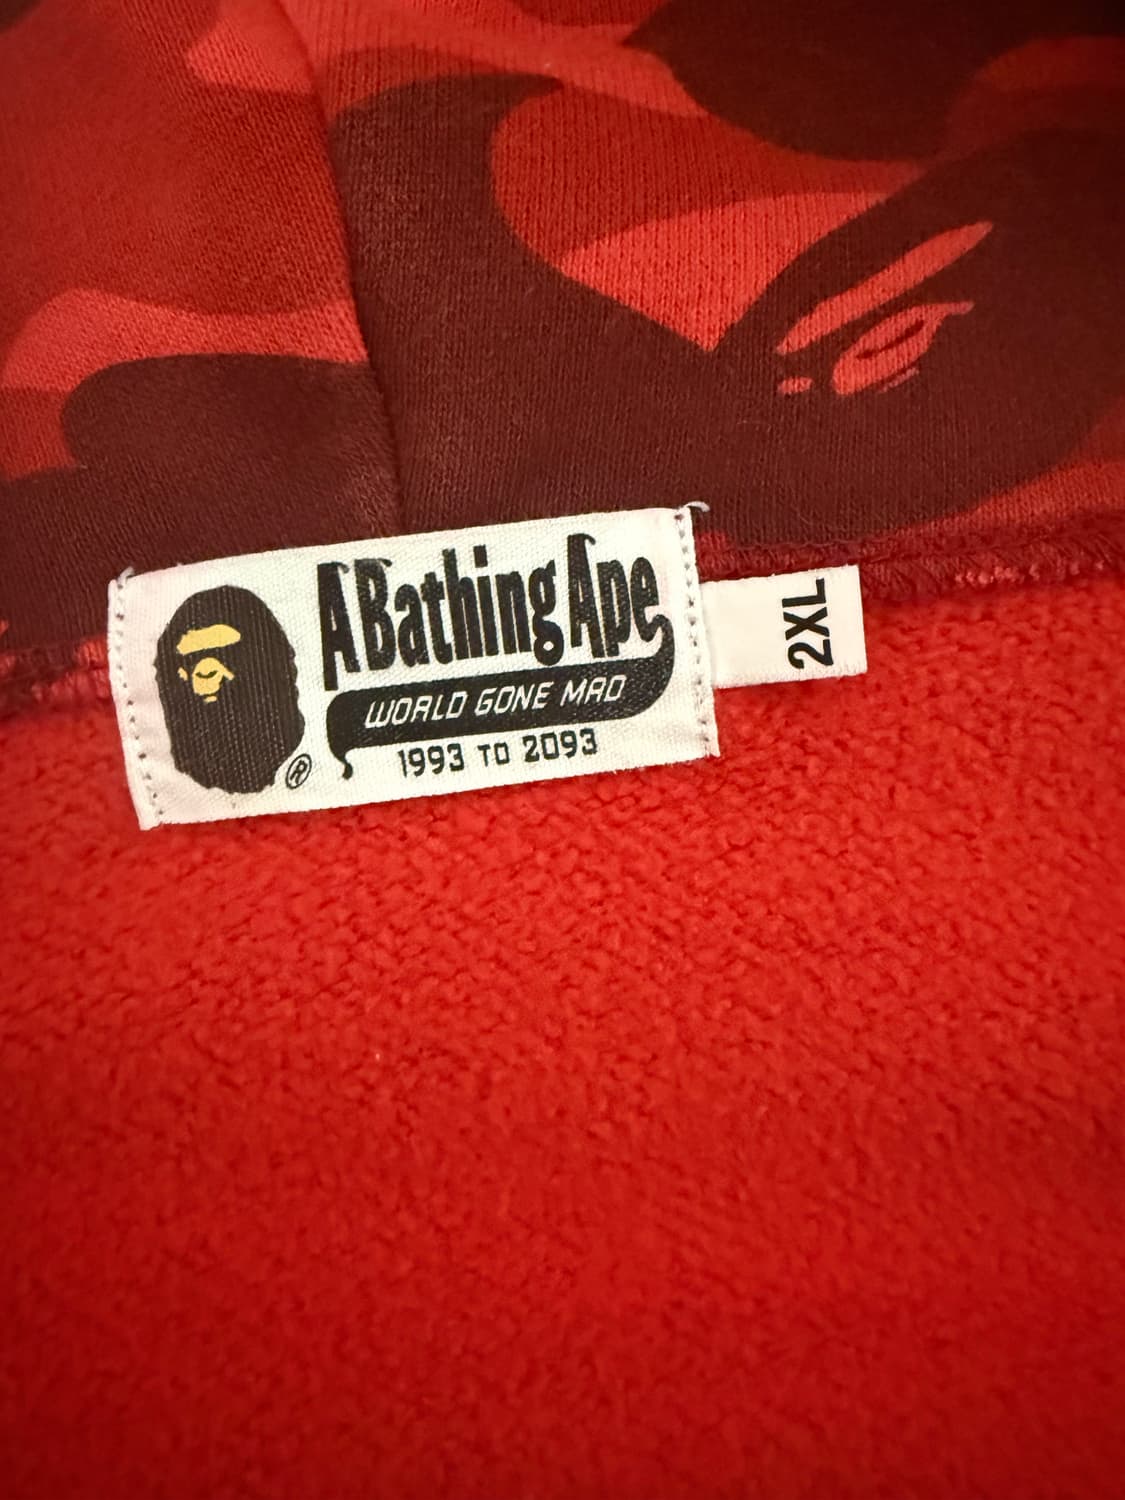 A Bathing Ape
WORLD GONE MAD
1993 TO 2093
®
2XL